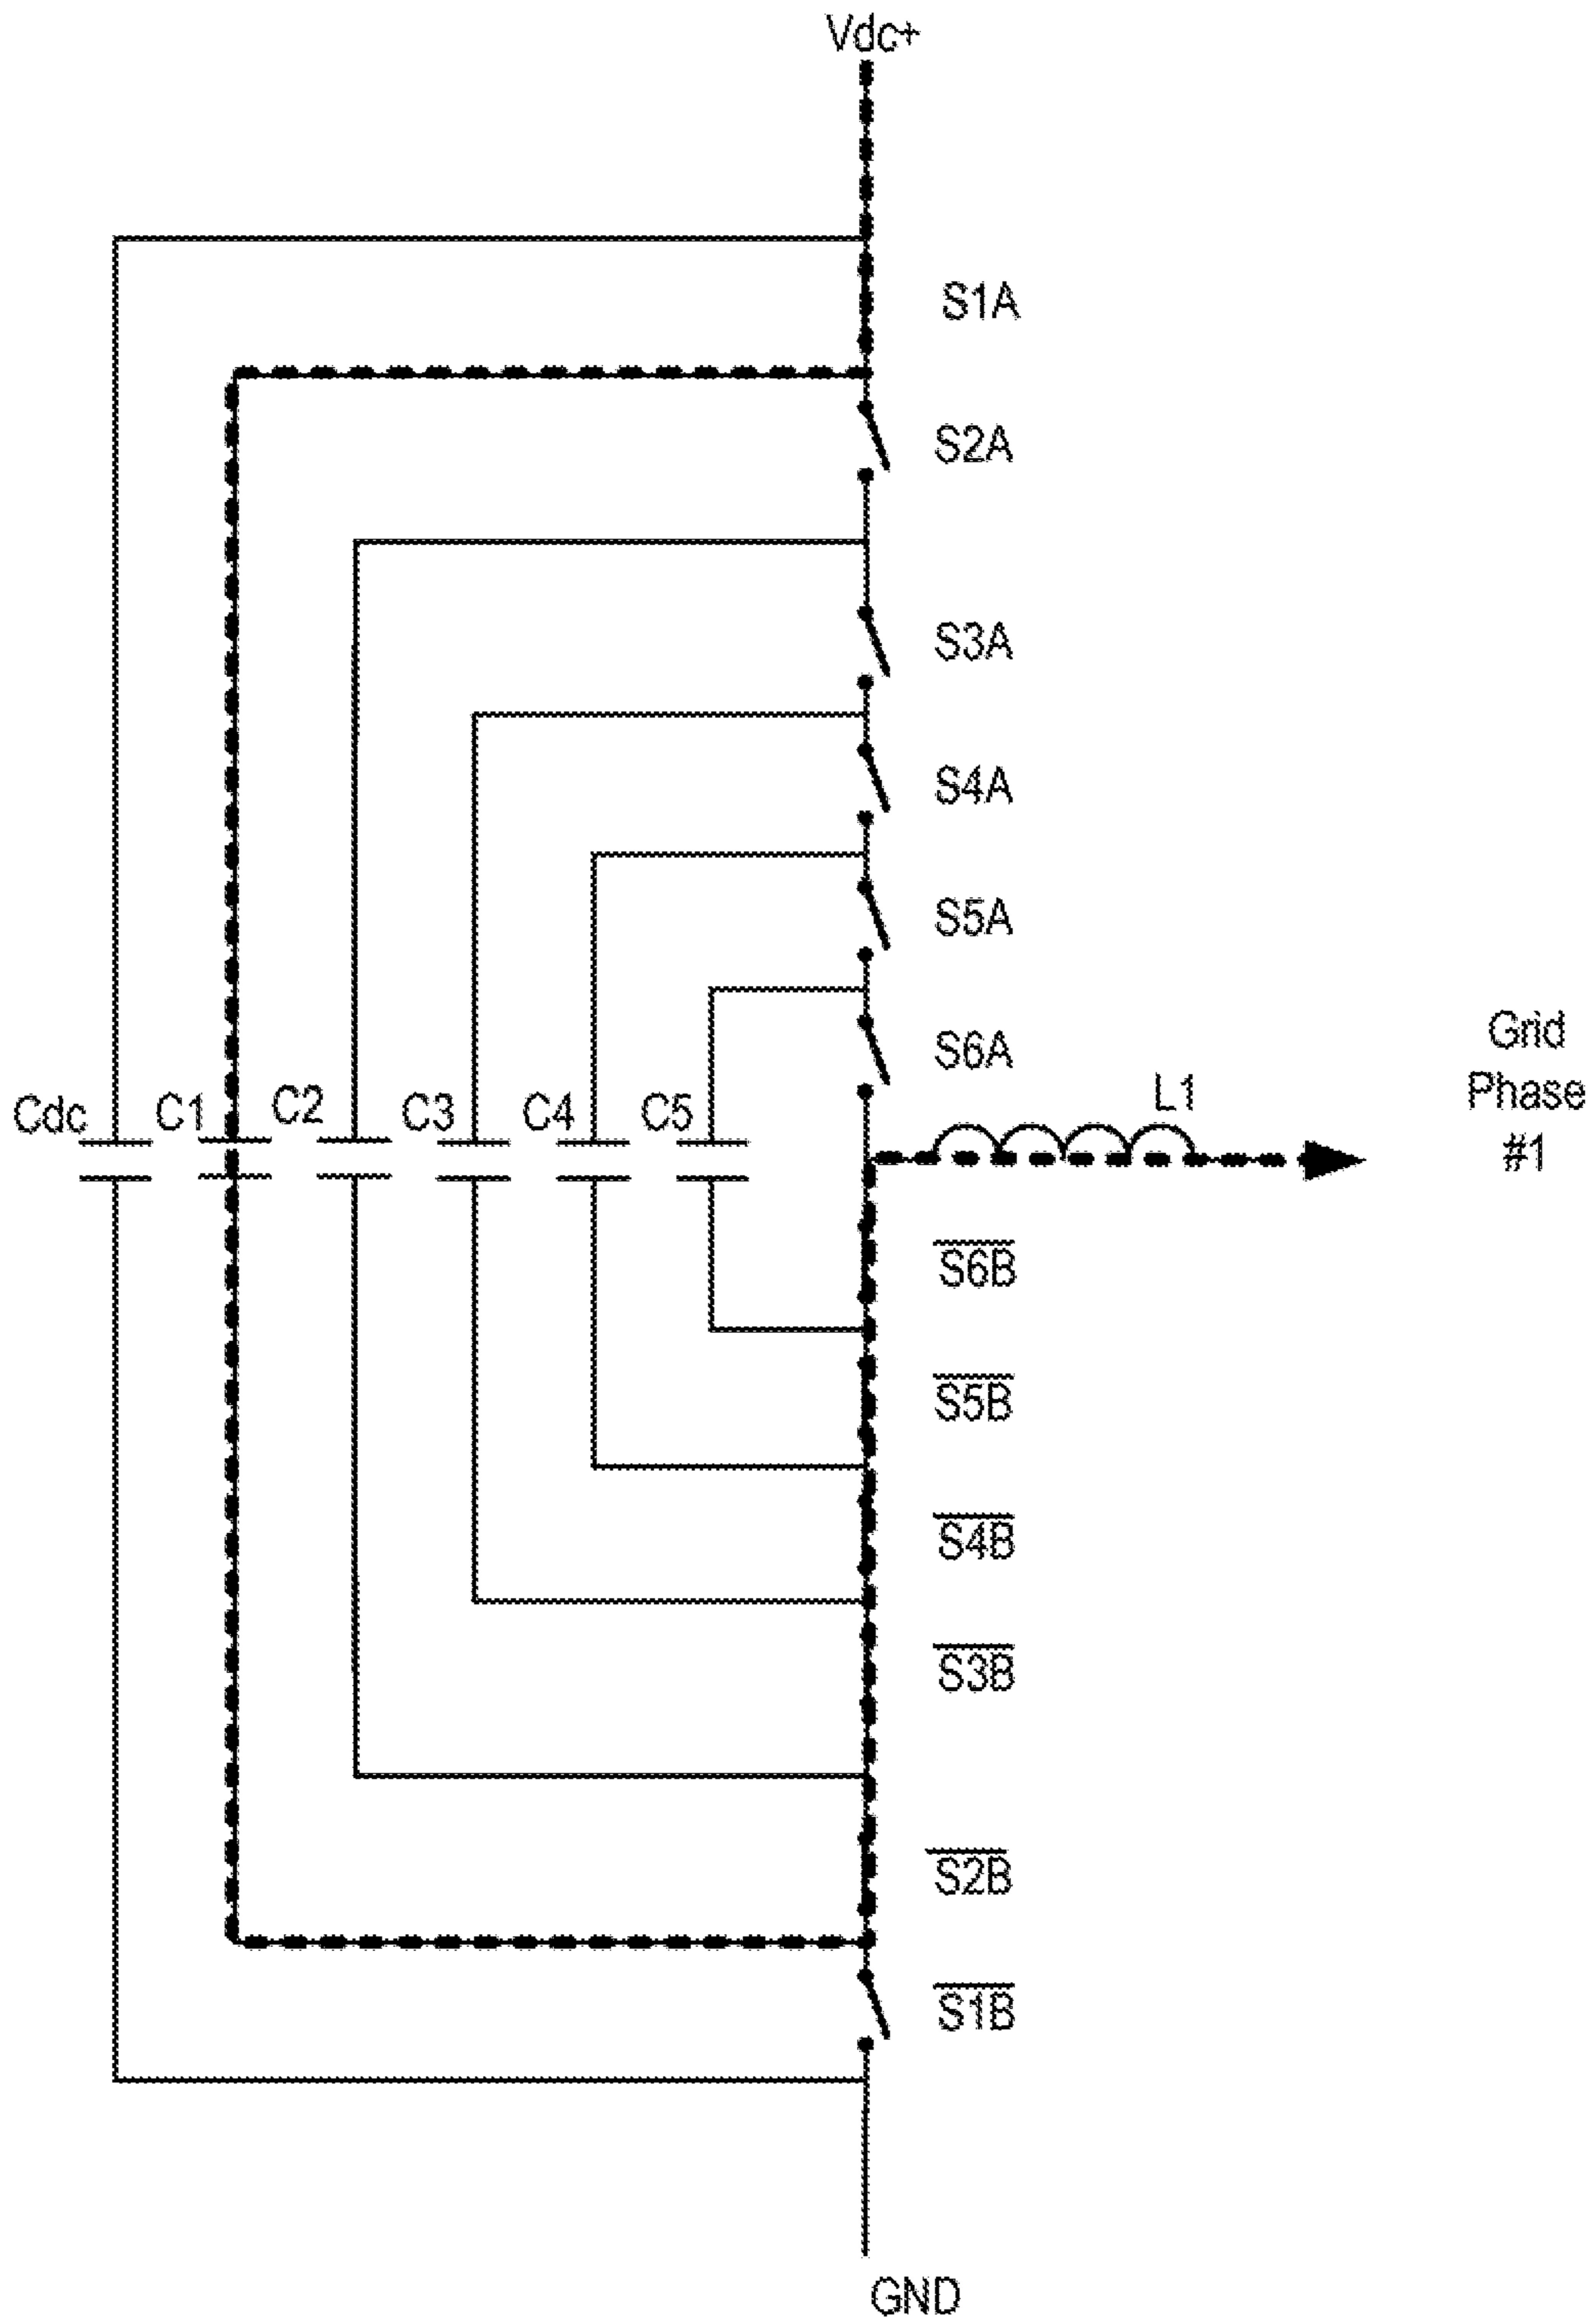 Vdc+
S1A
S2A
S3A
S4A
S5A
S6A
Grid
Phase
#1
L1
Cdc
C1
C2
C3
C4
C5
S6B
S5B
S4B
S3B
S2B
S1B
GND